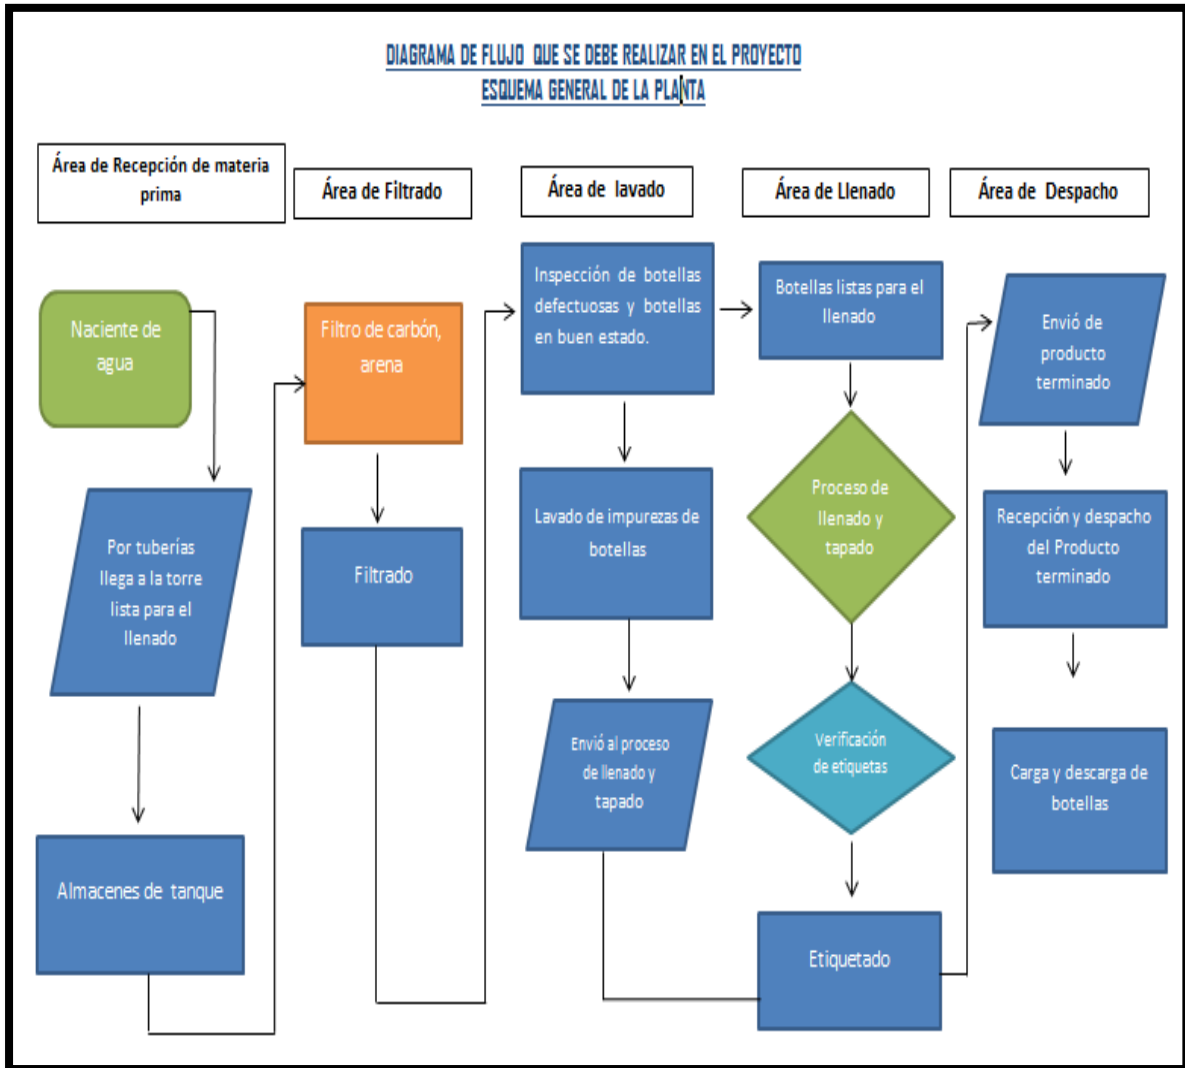 DIAGRAMA DE FLUJO QUE SE DEBE REALIZAR EN EL PROYECTO
ESQUEMA GENERAL DE LA PLANTA
Área de Recepción de materia
prima
Área de Filtrado
Área de lavado
Área de Llenado
Área de Despacho
Naciente de
agua
Por tuberías
llega a la torre
lista para el
llenado
Almacenes de tanque
Filtro de carbón,
arena
Filtrado
Inspección de botellas
defectuosas y botellas
en buen estado.
Lavado de impurezas de
botellas
Envió al proceso
de llenado y
tapado
Botellas listas para el
llenado
Proceso de
llenado y
tapado
Verificación
de etiquetas
Etiquetado
Envió de
producto
terminado
Recepción y despacho
del Producto
terminado
Carga y descarga de
botellas